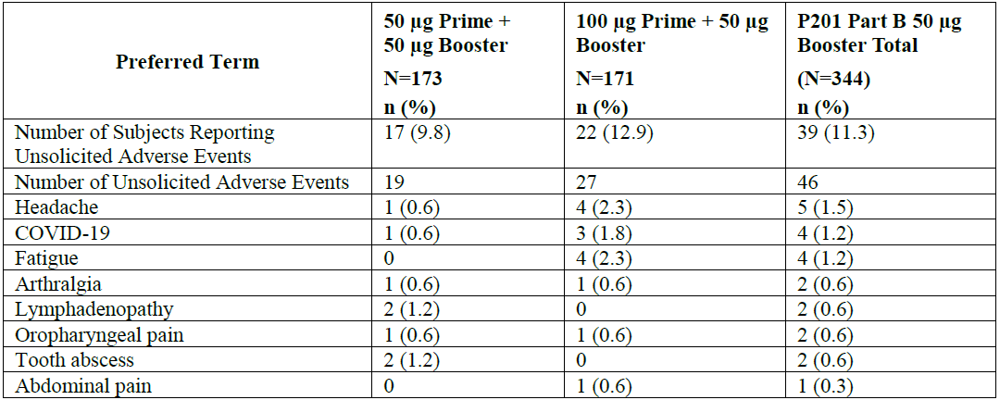 Preferred Term
50 µg Prime +
50 µg Booster
N=173
n (%)
100 µg Prime + 50 µg
Booster
N=171
n (%)
P201 Part B 50 µg
Booster Total
(N=344)
n (%)
Number of Subjects Reporting
Unsolicited Adverse Events
17 (9.8)
22 (12.9)
39 (11.3)
Number of Unsolicited Adverse Events
19
27
46
Headache
1 (0.6)
4 (2.3)
5 (1.5)
COVID-19
1 (0.6)
3 (1.8)
4 (1.2)
Fatigue
0
4 (2.3)
4 (1.2)
Arthralgia
1 (0.6)
1 (0.6)
2 (0.6)
Lymphadenopathy
2 (1.2)
0
2 (0.6)
Oropharyngeal pain
1 (0.6)
1 (0.6)
2 (0.6)
Tooth abscess
2 (1.2)
0
2 (0.6)
Abdominal pain
0
1 (0.6)
1 (0.3)